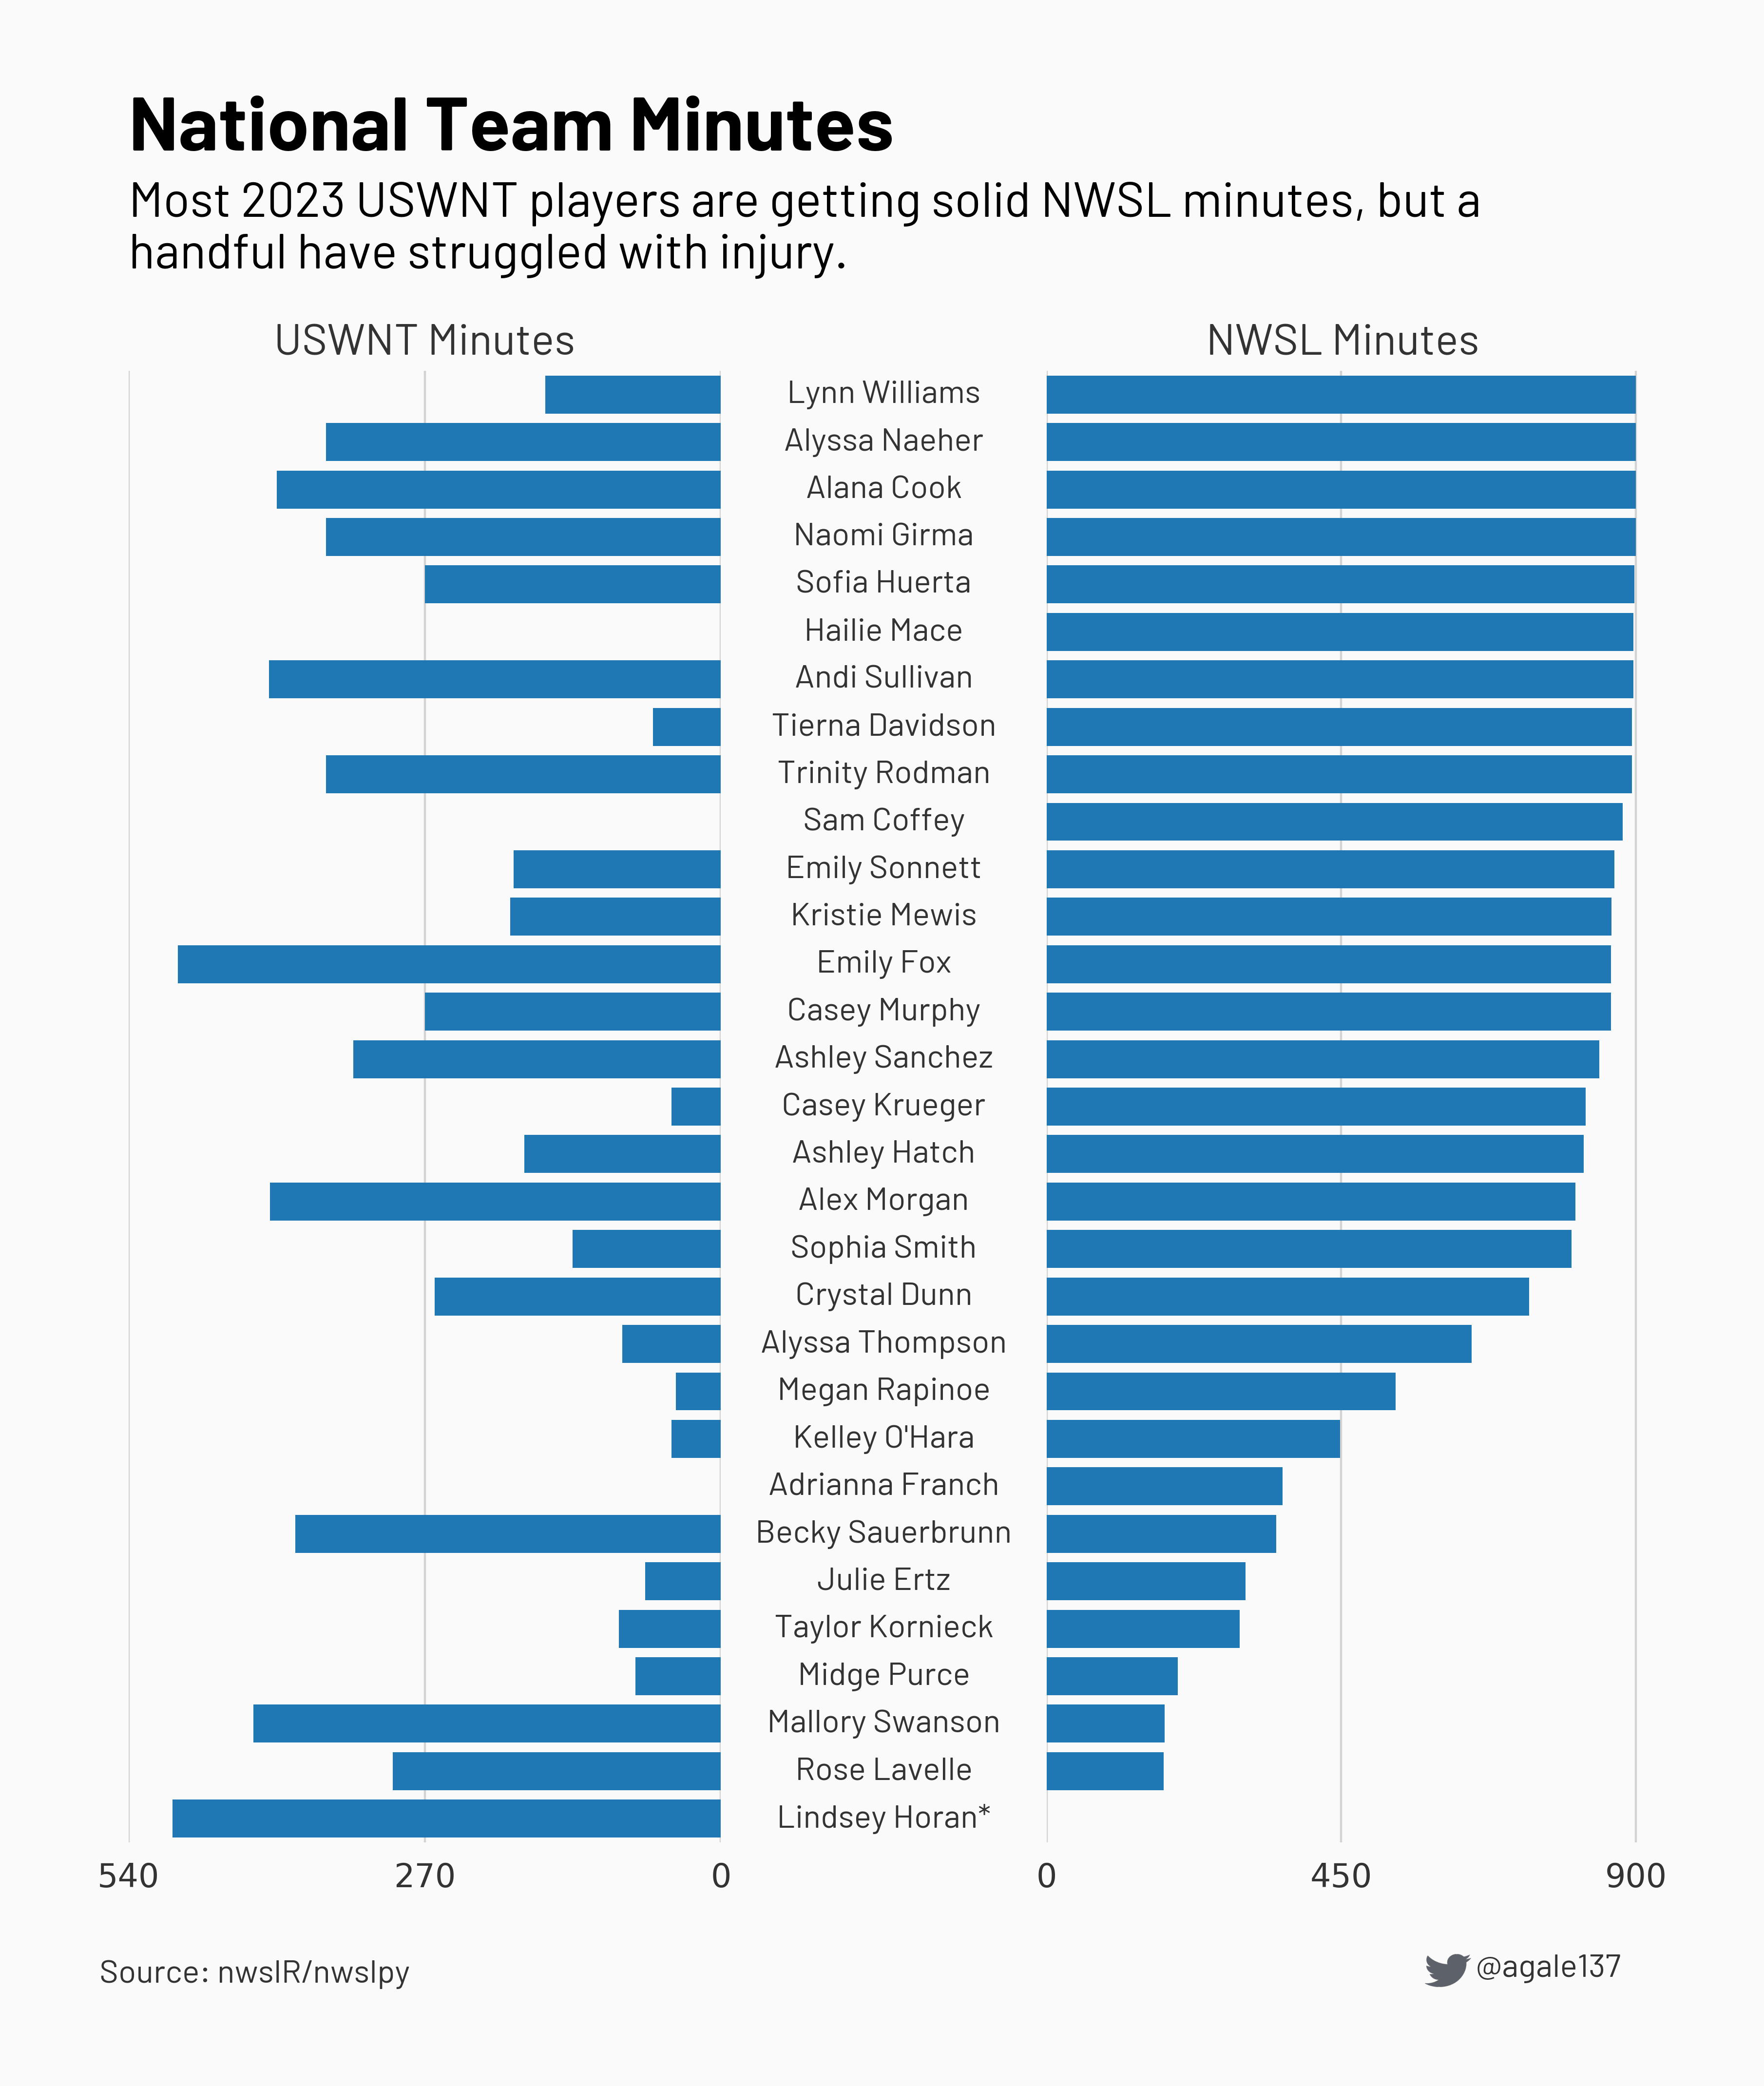 National Team Minutes
Most 2023 USWNT players are getting solid NWSL minutes, but a
handful have struggled with injury.
USWNT Minutes
NWSL Minutes
Lynn Williams
Alyssa Naeher
Alana Cook
Naomi Girma
Sofia Huerta
Hailie Mace
Andi Sullivan
Tierna Davidson
Trinity Rodman
Sam Coffey
Emily Sonnett
Kristie Mewis
Emily Fox
Casey Murphy
Ashley Sanchez
Casey Krueger
Ashley Hatch
Alex Morgan
Sophia Smith
Crystal Dunn
Alyssa Thompson
Megan Rapinoe
Kelley O'Hara
Adrianna Franch
Becky Sauerbrunn
Julie Ertz
Taylor Kornieck
Midge Purce
Mallory Swanson
Rose Lavelle
Lindsey Horan*
540 270 0 0 450 900
Source: nwslR/nwslpy
@agale137